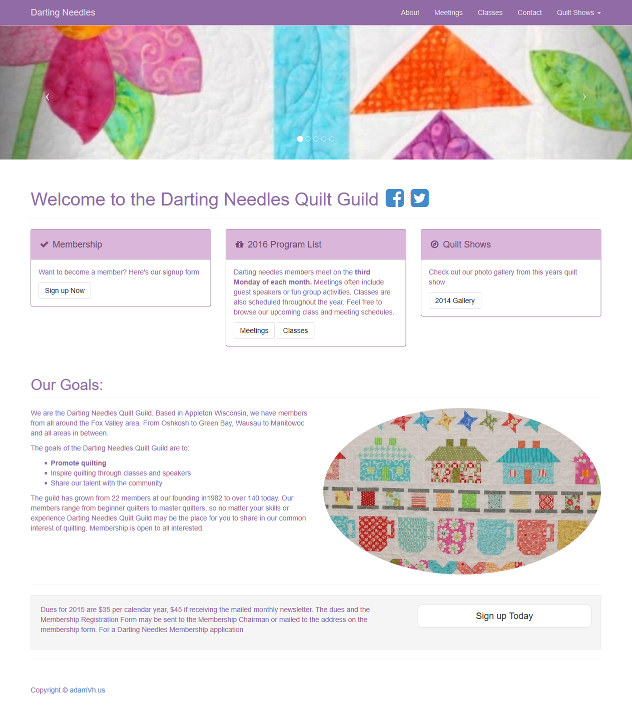 Darting Needles About Meetings Classes Contact Quilt Shows
Welcome to the Darting Needles Quilt Guild
Membership
Want to become a member? Here's our signup form
Sign up Now
2016 Program List
Darting needles members meet on the third
Monday of each month. Meetings often include
guest speakers or fun group activities. Classes are
also scheduled throughout the year. Feel free to
browse our upcoming class and meeting schedules.
Meetings Classes
Quilt Shows
Check out our photo gallery from this years quilt
show
2014 Gallery
Our Goals:
We are the Darting Needles Quilt Guild. Based in Appleton Wisconsin, we have members
from all around the Fox Valley area. From Oshkosh to Green Bay, Wausau to Manitowoc
and all areas in between.
The goals of the Darting Needles Quilt Guild are to:
Promote quilting
Inspire quilting through classes and speakers
Share our talent with the community
The guild has grown from 22 members at our founding in1982 to over 140 today. Our
members range from beginner quilters to master quilters, so no matter your skills or
experience Darting Needles Quilt Guild may be the place for you to share in our common
interest of quilting. Membership is open to all interested.
Dues for 2015 are $35 per calendar year, $45 if receiving the mailed monthly newsletter. The dues and the
Membership Registration Form may be sent to the Membership Chairman or mailed to the address on the
membership form. For a Darting Needles Membership application
Sign up Today
Copyright © adamVh.us